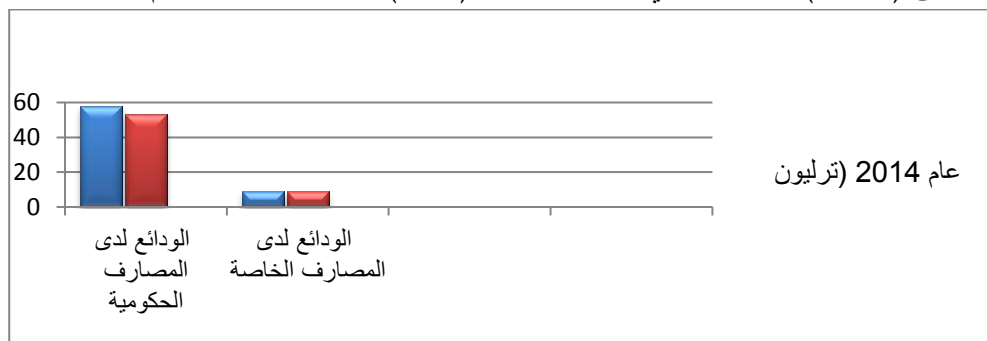 60
40
20
0
الودائع لدى
المصارف
الحكومية
الودائع لدى
المصارف الخاصة
عام 2014 (ترليون